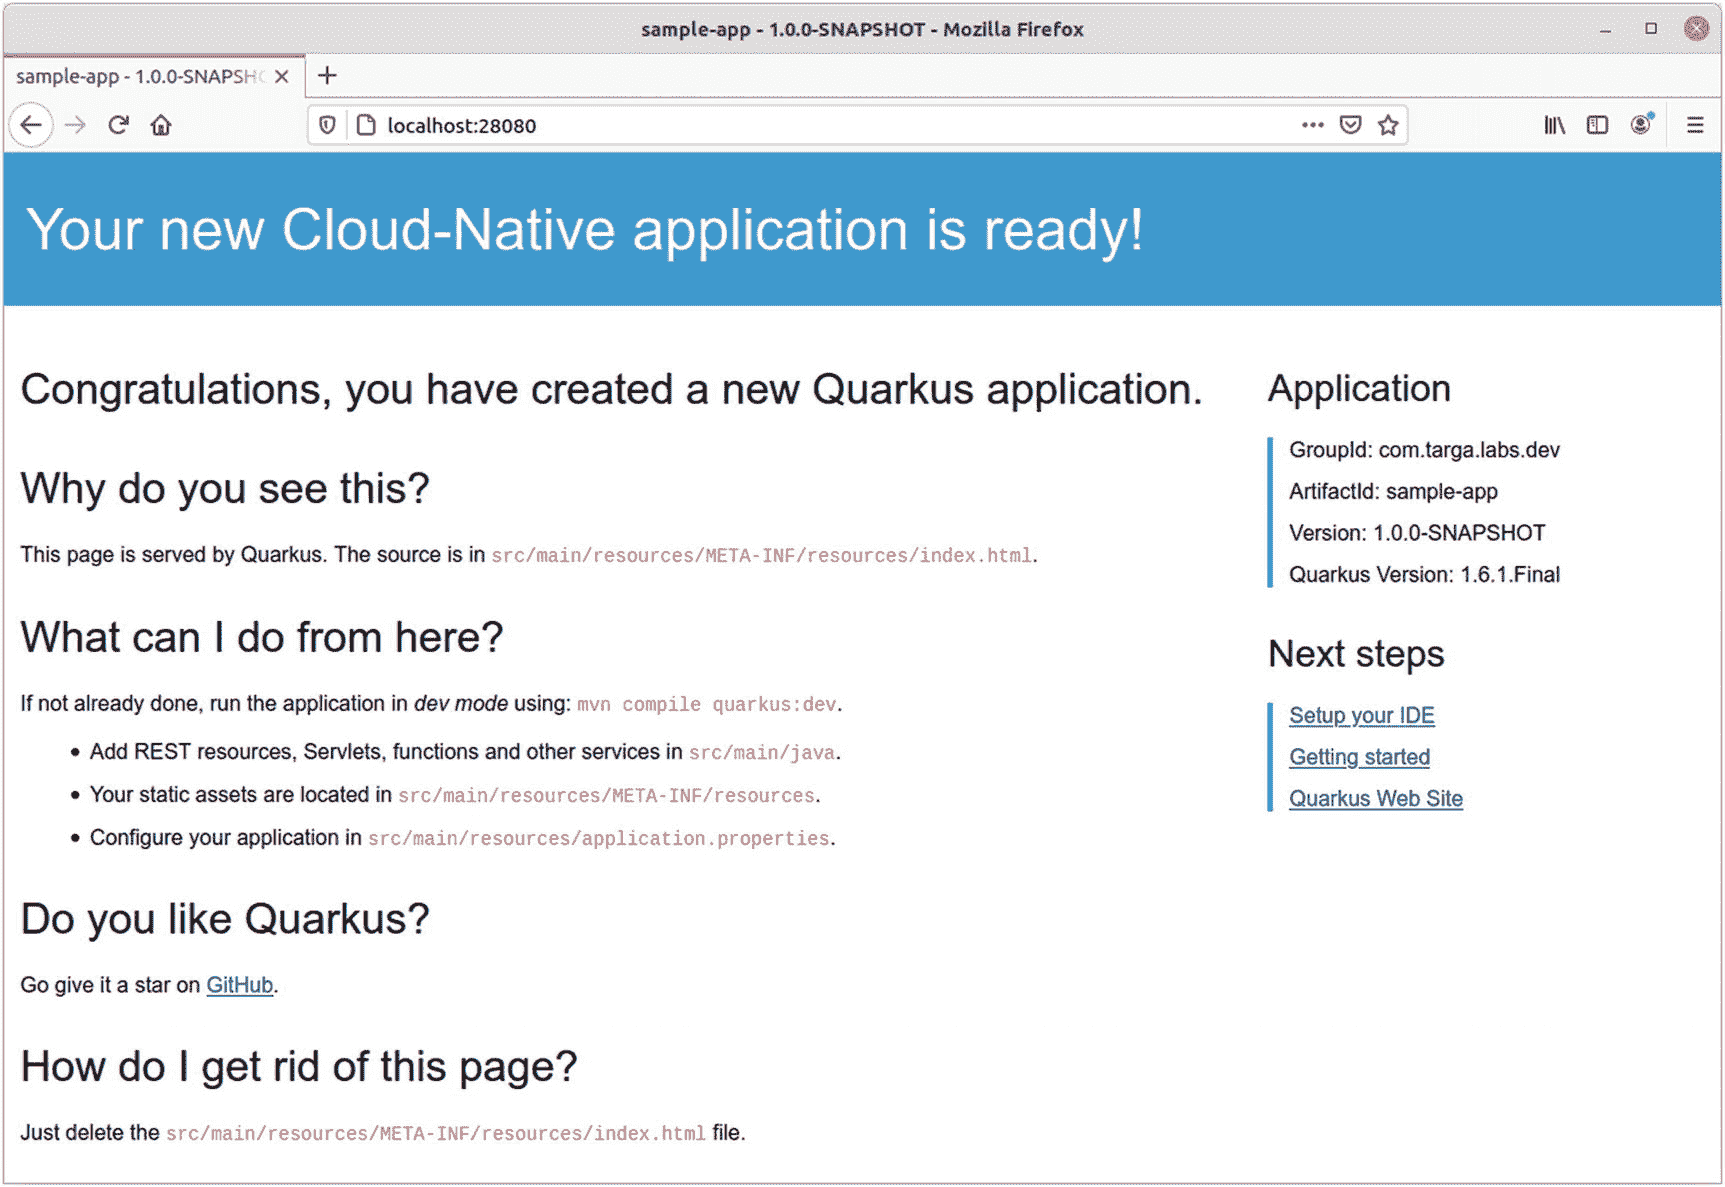 sample-app - 1.0.0-SNAPSHOT - Mozilla Firefox
sample-app - 1.0.0-SNAPSH
localhost:28080
Your new Cloud-Native application is ready!
Congratulations, you have created a new Quarkus application.
Why do you see this?
This page is served by Quarkus. The source is in src/main/resources/META-INF/resources/index.html.
What can I do from here?
If not already done, run the application in dev mode using: mvn compile quarkus:dev.
• Add REST resources, Servlets, functions and other services in src/main/java.
• Your static assets are located in src/main/resources/META-INF/resources.
• Configure your application in src/main/resources/application.properties.
Do you like Quarkus?
Go give it a star on GitHub.
How do I get rid of this page?
Just delete the src/main/resources/META-INF/resources/index.html file.
Application
GroupId: com.targa.labs.dev
ArtifactId: sample-app
Version: 1.0.0-SNAPSHOT
Quarkus Version: 1.6.1.Final
Next steps
Setup your IDE
Getting started
Quarkus Web Site